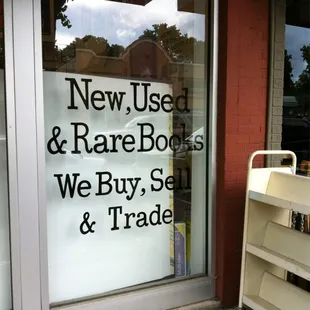 New, Used
& Rare Books
We Buy, Sell
& Trade